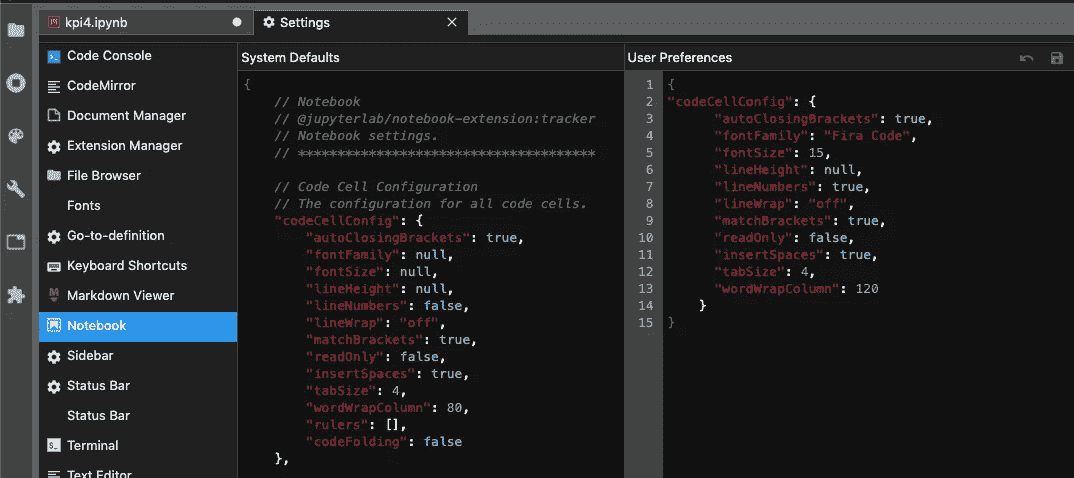 kpi4.ipynb
Settings
Code Console
CodeMirror
Document Manager
Extension Manager
File Browser
Fonts
Go-to-definition
Keyboard Shortcuts
Markdown Viewer
Notebook
Sidebar
Status Bar
Status Bar
Terminal
Text Editor
System Defaults
{
// Notebook
// @jupyterlab/notebook-extension:tracker
// Notebook settings.
// **************************************
// Code Cell Configuration
// The configuration for all code cells.
"codeCellConfig": {
"autoClosingBrackets": true,
"fontFamily": null,
"fontSize": null,
"lineHeight": null,
"lineNumbers": false,
"lineWrap": "off",
"matchBrackets": true,
"readOnly": false,
"insertSpaces": true,
"tabSize": 4,
"wordWrapColumn": 80,
"rulers": [],
"codeFolding": false
},
User Preferences
1 {
2 "codeCellConfig": {
3 "autoClosingBrackets": true,
4 "fontFamily": "Fira Code",
5 "fontSize": 15,
6 "lineHeight": null,
7 "lineNumbers": true,
8 "lineWrap": "off",
9 "matchBrackets": true,
10 "readOnly": false,
11 "insertSpaces": true,
12 "tabSize": 4,
13 "wordWrapColumn": 120
14 }
15 }